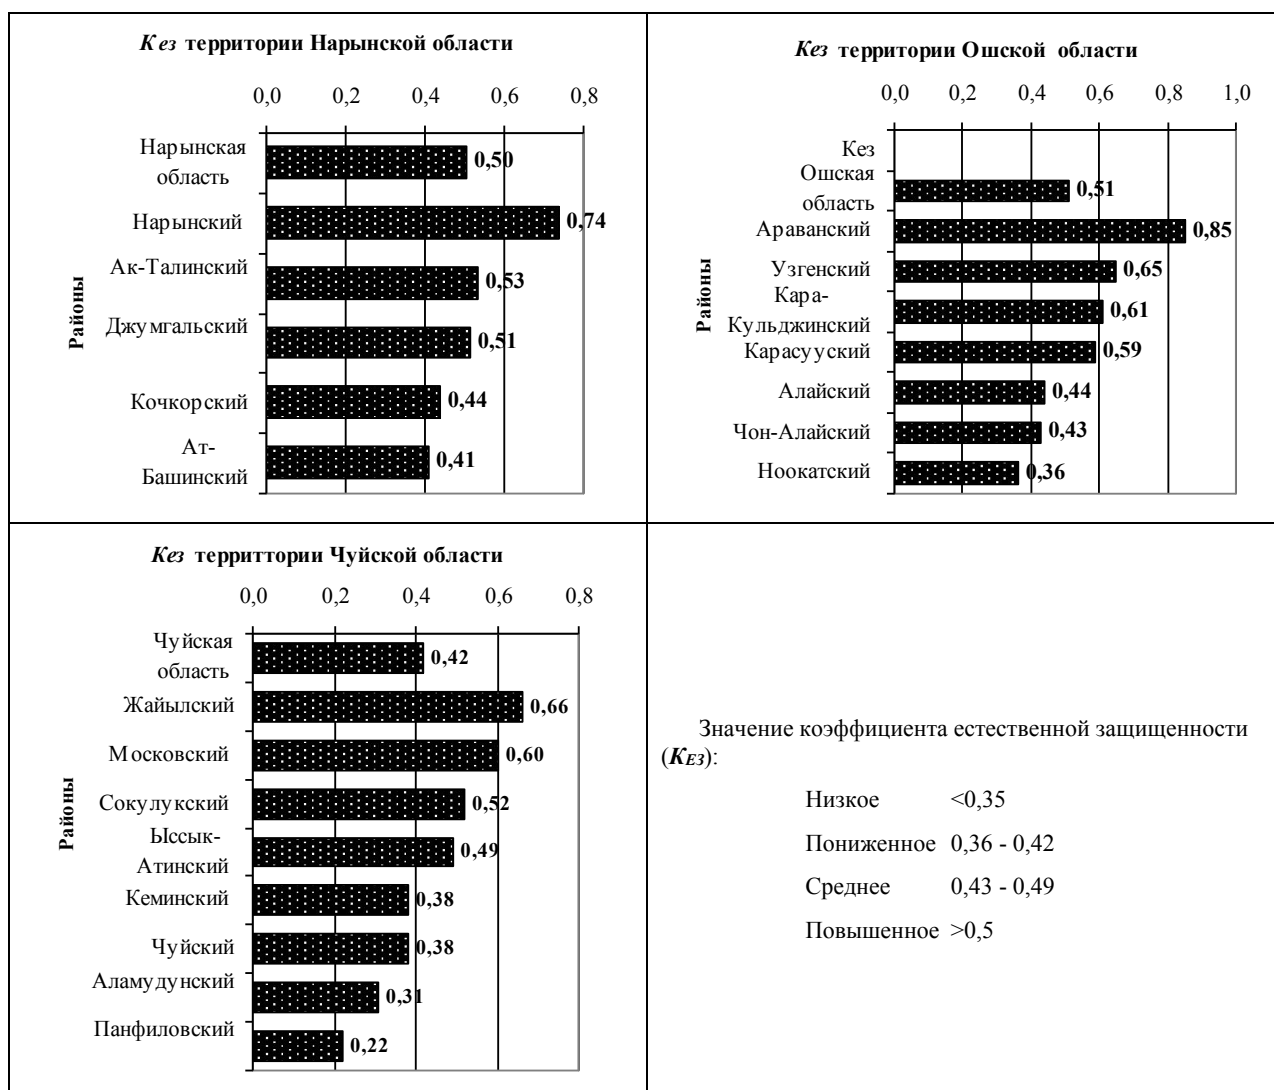 Кез территории Нарынской области
0,0 0,2 0,4 0,6 0,8
Районы
Нарынская
область
0,50
Нарынский
0,74
Ак-Талинский
0,53
Джумгальский
0,51
Кочкорский
0,44
Ат-
Башинский
0,41
Кез территории Ошской области
0,0 0,2 0,4 0,6 0,8 1,0
Районы
Кез
Ошская
область
0,51
Араванский
0,85
Узгенский
0,65
Кара-
Кульджинский
0,61
Карасууский
0,59
Алайский
0,44
Чон-Алайский
0,43
Ноокатский
0,36
Кез территтории Чуйской области
0,0 0,2 0,4 0,6 0,8
Районы
Чуйская
область
0,42
Жайылский
0,66
Московский
0,60
Сокулукский
0,52
Ыссык-
Атинский
0,49
Кеминский
0,38
Чуйский
0,38
Аламудунский
0,31
Панфиловский
0,22
Значение коэффициента естественной защищенности
(КЕЗ):
Низкое <0,35
Пониженное 0,36 - 0,42
Среднее 0,43 - 0,49
Повышенное >0,5